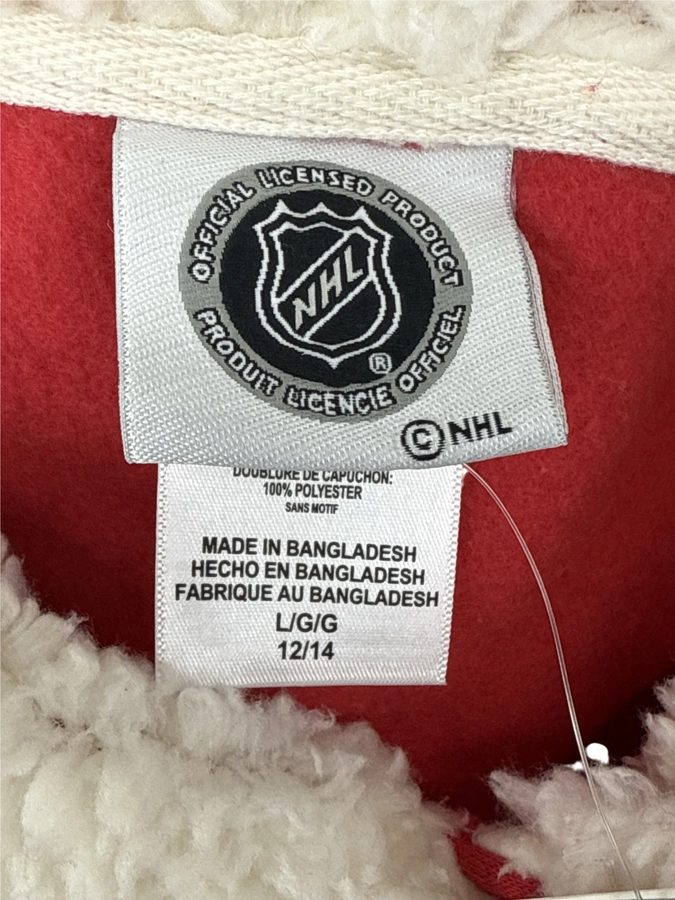 OFFICIAL LICENSED PRODUCT
NHL
®
PRODUIT LICENCIE OFFICIEL
© NHL
DOUBLURE DE CAPUCHON:
100% POLYESTER
SANS MOTIF
MADE IN BANGLADESH
HECHO EN BANGLADESH
FABRIQUE AU BANGLADESH
L/G/G
12/14